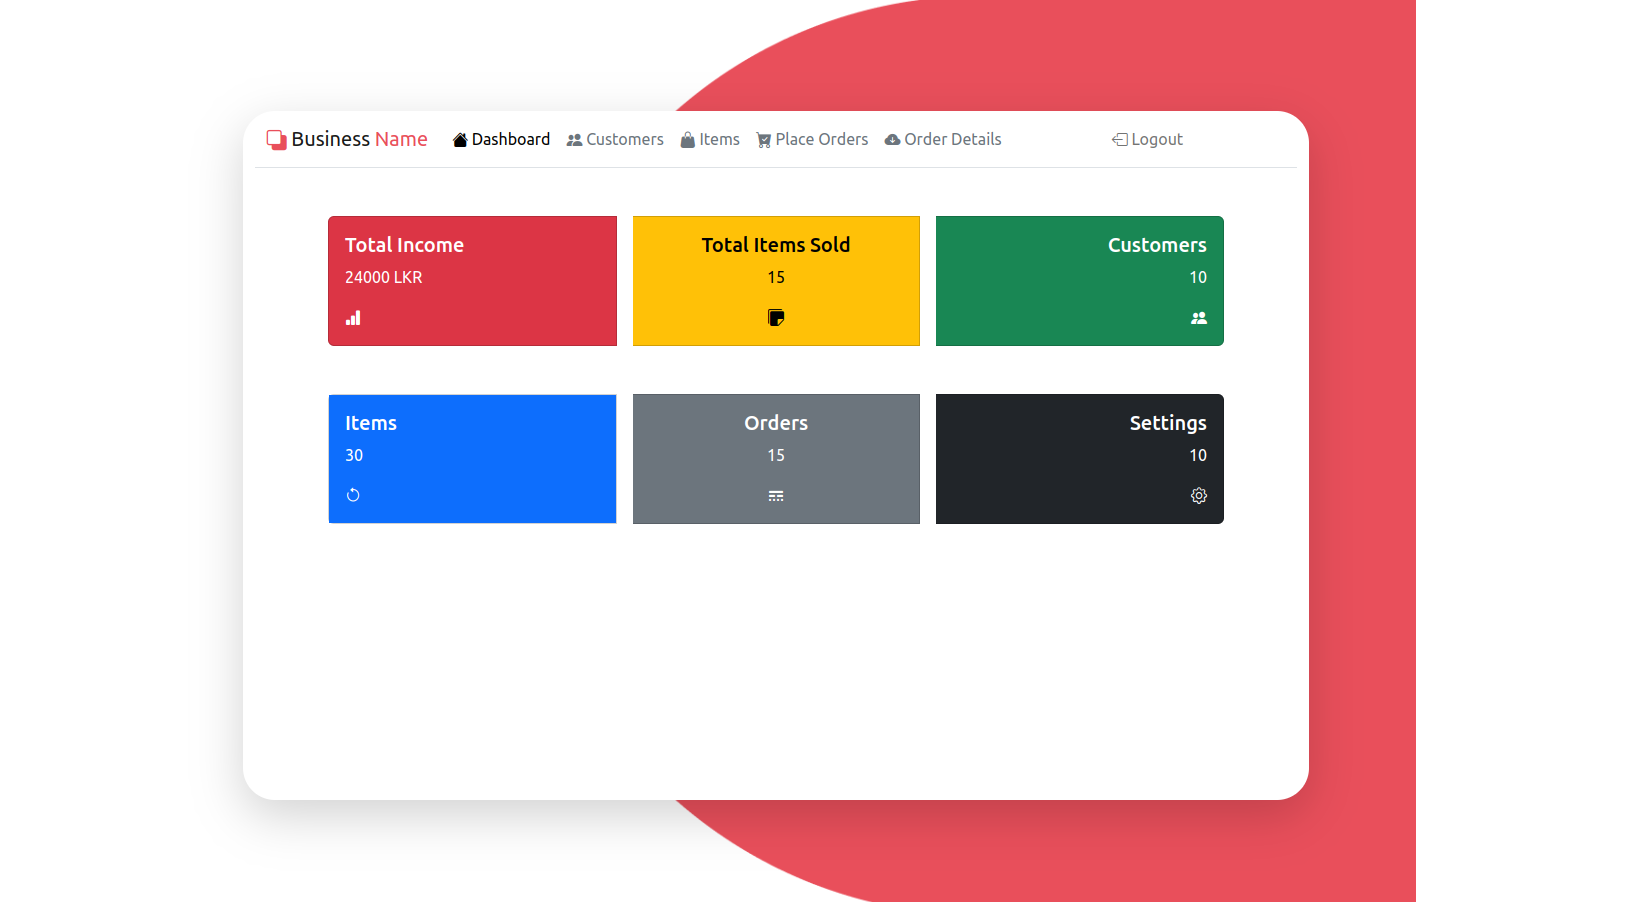 Business Name Dashboard Customers Items Place Orders Order Details Logout
Total Income
24000 LKR
Total Items Sold
15
Customers
10
Items
30
Orders
15
Settings
10